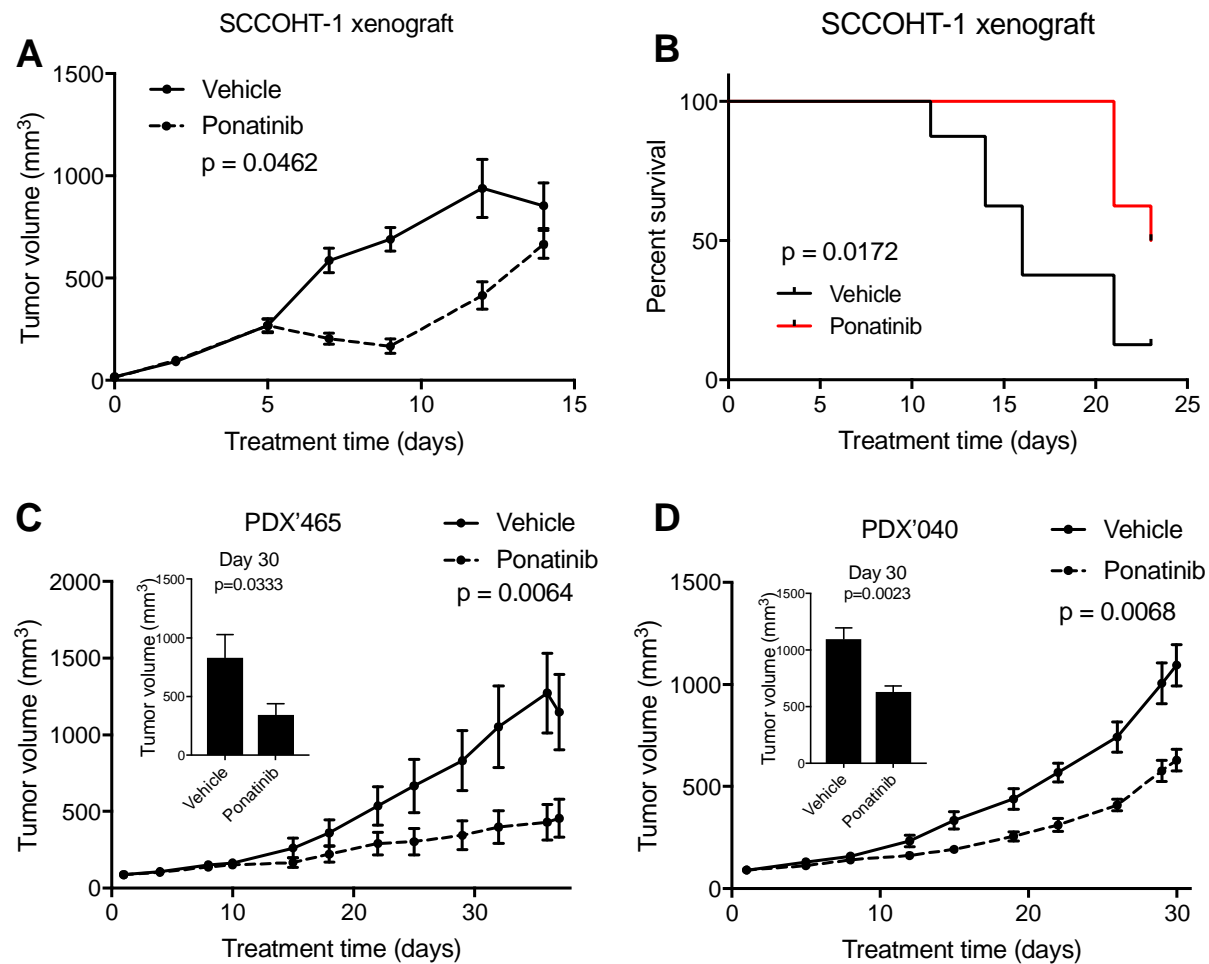 SCCOHT-1 xenograft
A
Tumor volume (mm³)
1500
1000
500
0
Vehicle
Ponatinib
p = 0.0462
0 5 10 15
Treatment time (days)
SCCOHT-1 xenograft
B
Percent survival
100
50
0
p = 0.0172
Vehicle
Ponatinib
0 5 10 15 20 25
Treatment time (days)
C
PDX'465
Vehicle
Ponatinib
p = 0.0064
Tumor volume (mm³)
2000
1500
1000
500
0
Day 30
p=0.0333
Tumor volume (mm³)
1500
1000
500
0
Vehicle
Ponatinib
0 10 20 30
Treatment time (days)
D
PDX'040
Vehicle
Ponatinib
p = 0.0068
Tumor volume (mm³)
1500
1000
500
0
Day 30
p=0.0023
Tumor volume (mm³)
1500
1000
500
0
Vehicle
Ponatinib
0 10 20 30
Treatment time (days)